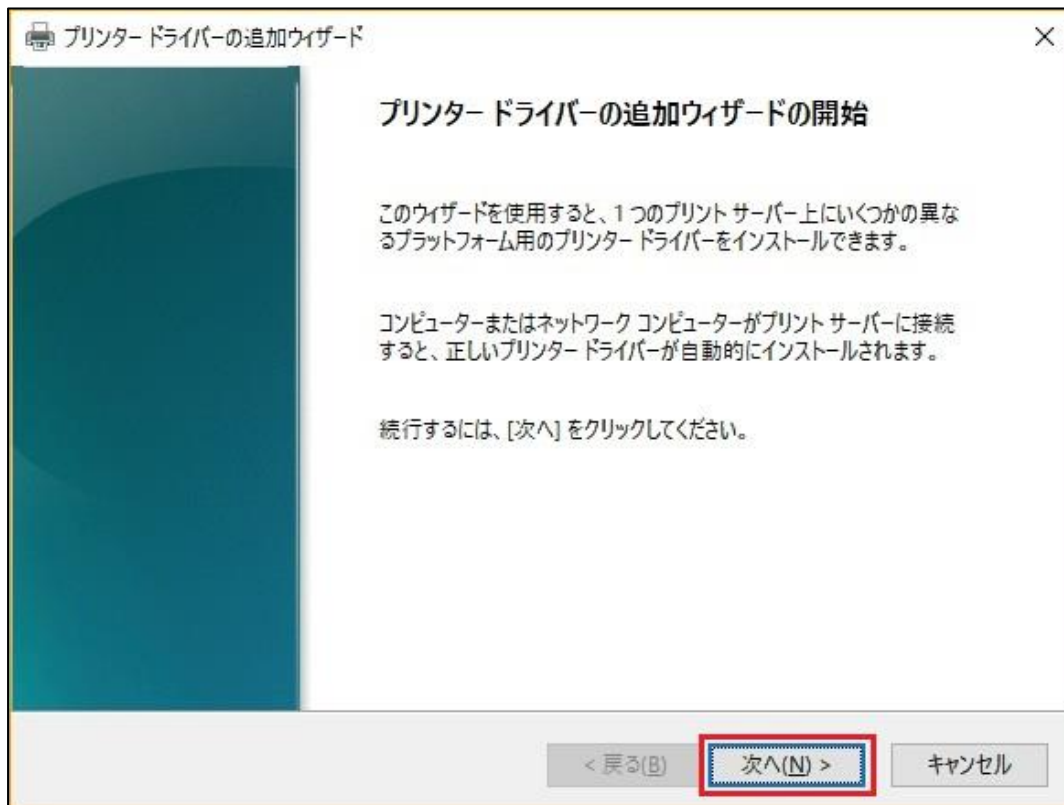 プリンター ドライバーの追加ウィザード
プリンター ドライバーの追加ウィザードの開始
このウィザードを使用すると、1 つのプリント サーバー上にいくつかの異な
るプラットフォーム用のプリンター ドライバーをインストールできます。
コンピューターまたはネットワーク コンピューターがプリント サーバーに接続
すると、正しいプリンター ドライバーが自動的にインストールされます。
続行するには、[次へ] をクリックしてください。
< 戻る(B) 次へ(N) > キャンセル